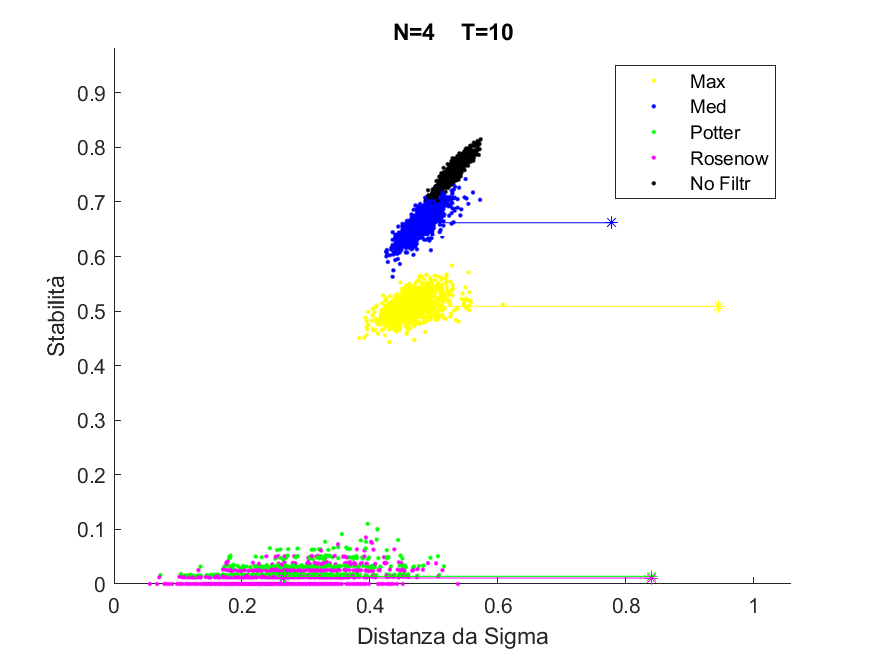 N=4 T=10
Max
Med
Potter
Rosenow
No Filtr
0.9
0.8
0.7
0.6
0.5
0.4
0.3
0.2
0.1
0
Stabilità
0 0.2 0.4 0.6 0.8 1
Distanza da Sigma